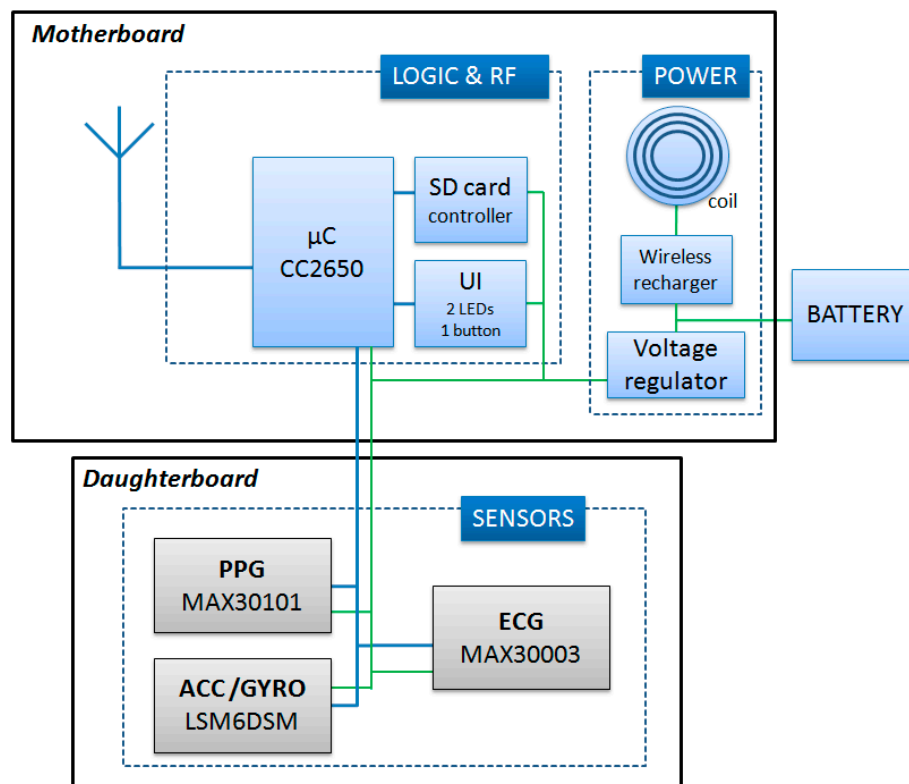 Motherboard
LOGIC & RF
POWER
SD card
controller
coil
µC
CC2650
Wireless
recharger
UI
2 LEDs
1 button
BATTERY
Voltage
regulator
Daughterboard
SENSORS
PPG
MAX30101
ECG
MAX30003
ACC/GYRO
LSM6DSM